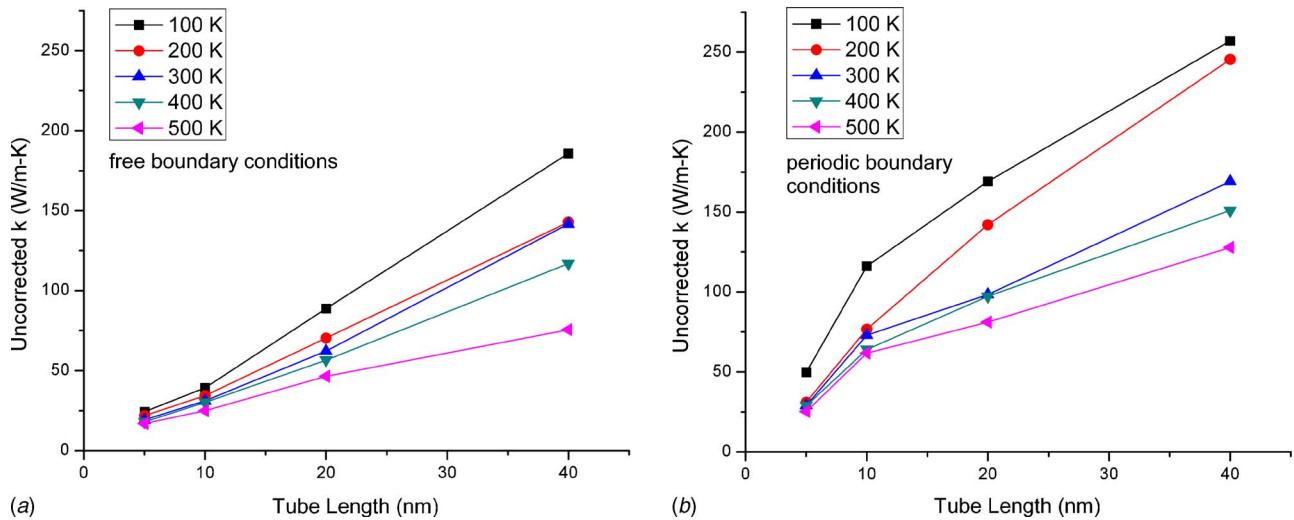 250
200
150
100
50
0
Uncorrected k (W/m-K)
100 K
200 K
300 K
400 K
500 K
free boundary conditions
0
10
20
30
40
Tube Length (nm)
(a)
250
200
150
100
50
0
Uncorrected k (W/m-K)
100 K
200 K
300 K
400 K
500 K
periodic boundary
conditions
0
10
20
30
40
Tube Length (nm)
(b)